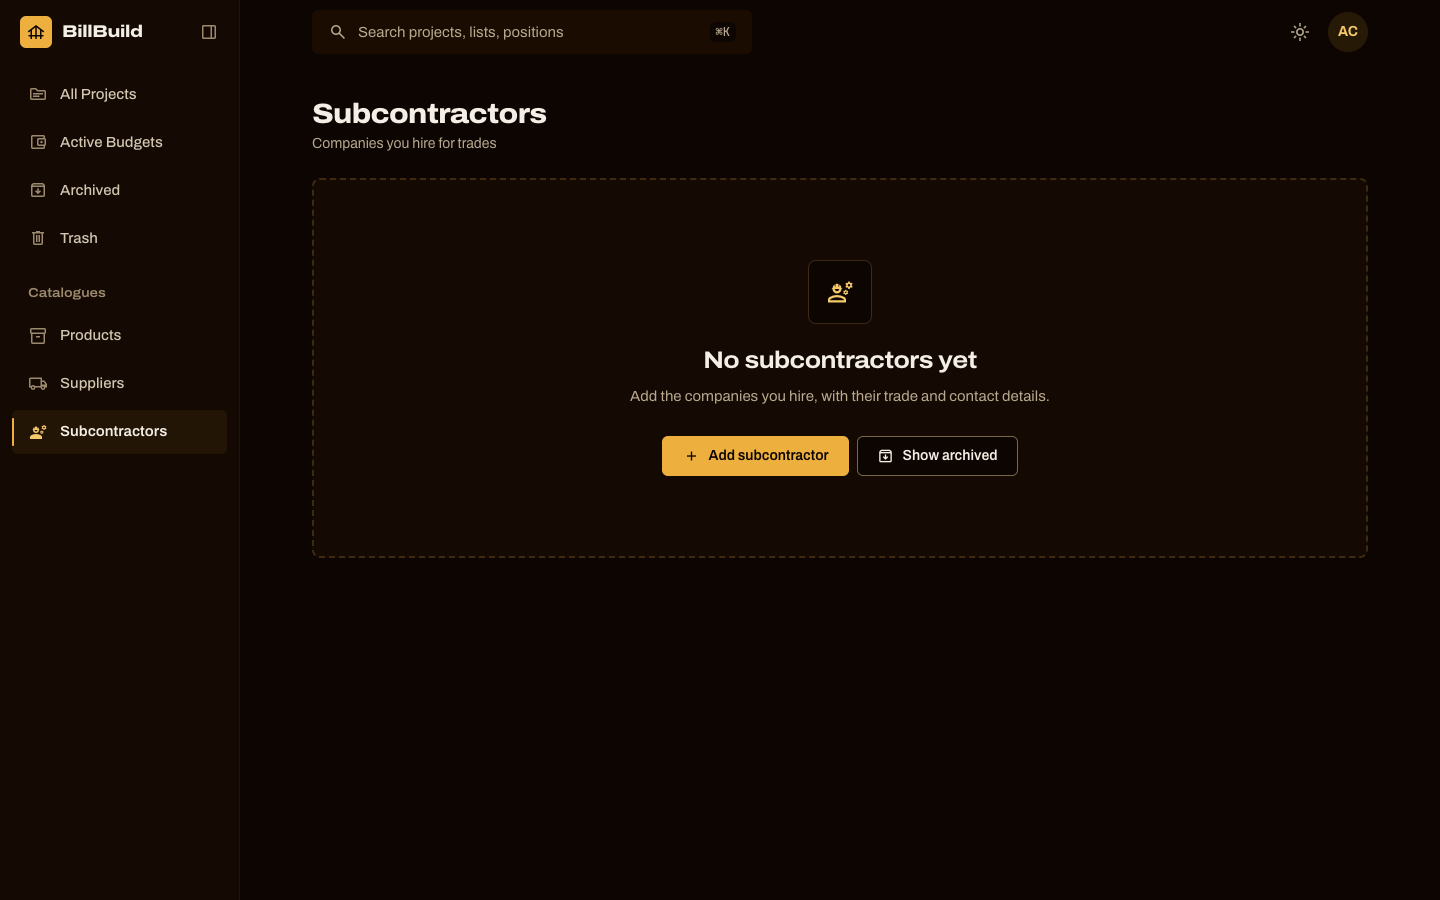 BillBuild
Search projects, lists, positions
⌘K
AC
All Projects
Active Budgets
Archived
Trash
Catalogues
Products
Suppliers
Subcontractors
Subcontractors
Companies you hire for trades
No subcontractors yet
Add the companies you hire, with their trade and contact details.
Add subcontractor
Show archived